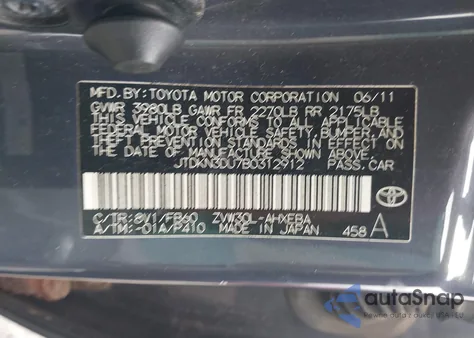 MFD.BY:TOYOTA MOTOR CORPORATION 06/11
GVWR 3980LB GAWR FR 2270LB RR 2175LB
THIS VEHICLE CONFORMS TO ALL APPLICABLE
FEDERAL MOTOR VEHICLE SAFETY, BUMPER, AND
THEFT PREVENTION STANDARDS IN EFFECT ON
THE DATE OF MANUFACTURE SHOWN ABOVE.
JTDKN3DU7B0312912 PASS.CAR
C/TR:8V1/FB60 ZVW30L-AHXEBA
A/TM:-01A/P410 MADE IN JAPAN 458 A
autoSnap